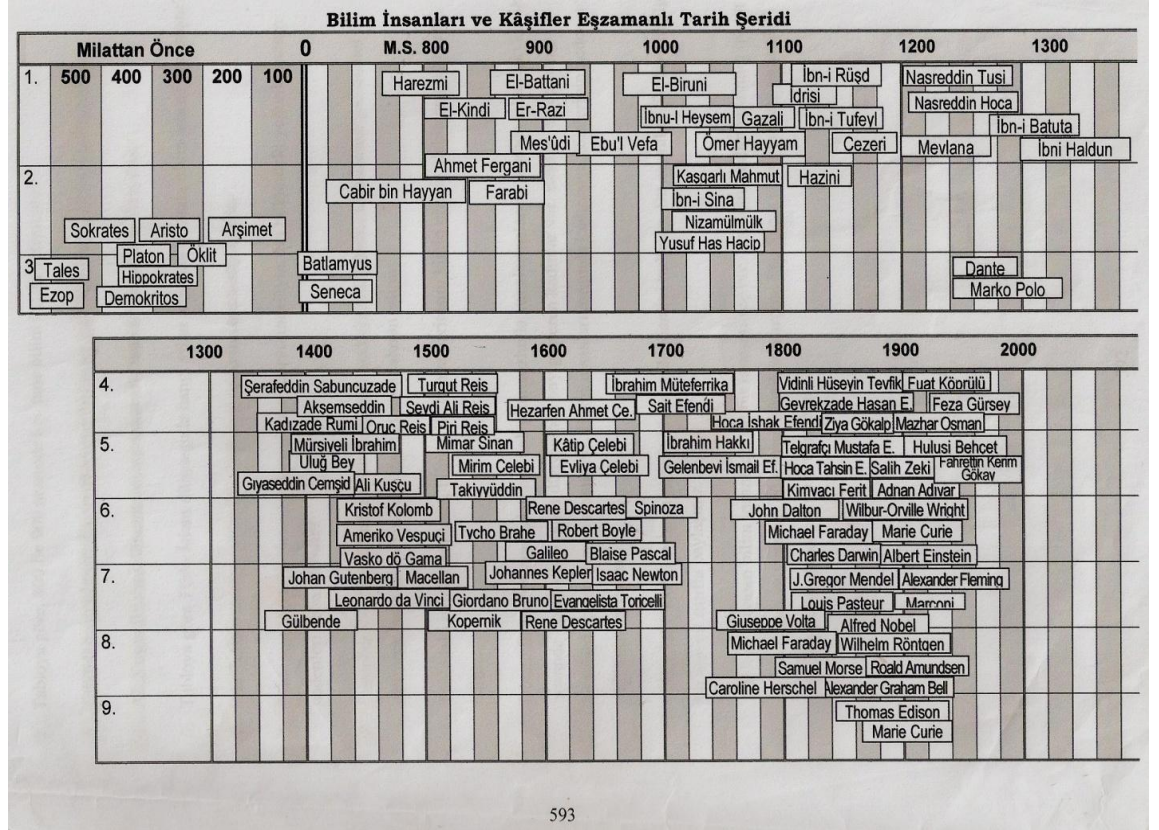 Bilim İnsanları ve Kâşifler Eşzamanlı Tarih Şeridi
Milattan Önce 0 M.S. 800 900 1000 1100 1200 1300
1. 500 400 300 200 100
Harezmi El-Battani El-Biruni İbn-i Rüşd Nasreddin Tusi
İdrisi
El-Kindi Er-Razi İbnu-l Heysem Gazali İbn-i Tufeyl Nasreddin Hoca
İbn-i Batuta
Mes'ûdi Ebu'l Vefa Ömer Hayyam Cezeri Mevlana İbni Haldun
Ahmet Fergani
2. Kaşgarlı Mahmut Hazini
Cabir bin Hayyan Farabi İbn-i Sina
Nizamülmülk
Sokrates Aristo Arşimet
Yusuf Has Hacip
Platon Öklit
3 Tales Hippokrates Batlamyus Dante
Ezop Demokritos Seneca Marko Polo
1300 1400 1500 1600 1700 1800 1900 2000
4. Şerafeddin Sabuncuzade Turgut Reis İbrahim Müteferrika Vidinli Hüseyin Tevfik Fuat Köprülü
Akşemseddin Seydi Ali Reis Hezarfen Ahmet Çe. Sait Efendi Gevrekzade Hasan E. Feza Gürsey
Kadızade Rumi Oruç Reis Piri Reis Hoca İshak Efendi Ziya Gökalp Mazhar Osman
5. Mürsiyeli İbrahim Mimar Sinan Kâtip Çelebi İbrahim Hakkı Telgrafçı Mustafa E. Hulusi Behçet
Uluğ Bey Mirim Çelebi Evliya Çelebi Gelenbevi İsmail Ef. Hoca Tahsin E. Salih Zeki Fahrettin Kerim Gökay
Gıyaseddin Cemşid Ali Kuşçu Takiyyüddin Kimyacı Ferit Adnan Adıvar
6. Kristof Kolomb Rene Descartes Spinoza John Dalton Wilbur-Orville Wright
Ameriko Vespuçi Tycho Brahe Robert Boyle Michael Faraday Marie Curie
Vasko dö Gama Galileo Blaise Pascal Charles Darwin Albert Einstein
7. Johan Gutenberg Macellan Johannes Kepler Isaac Newton J.Gregor Mendel Alexander Fleming
Leonardo da Vinci Giordano Bruno Evangelista Toricelli Louis Pasteur Marconi
Gülbende Kopernik Rene Descartes Giuseppe Volta Alfred Nobel
8. Michael Faraday Wilhelm Röntgen
Samuel Morse Roald Amundsen
Caroline Herschel Alexander Graham Bell
9. Thomas Edison
Marie Curie
593